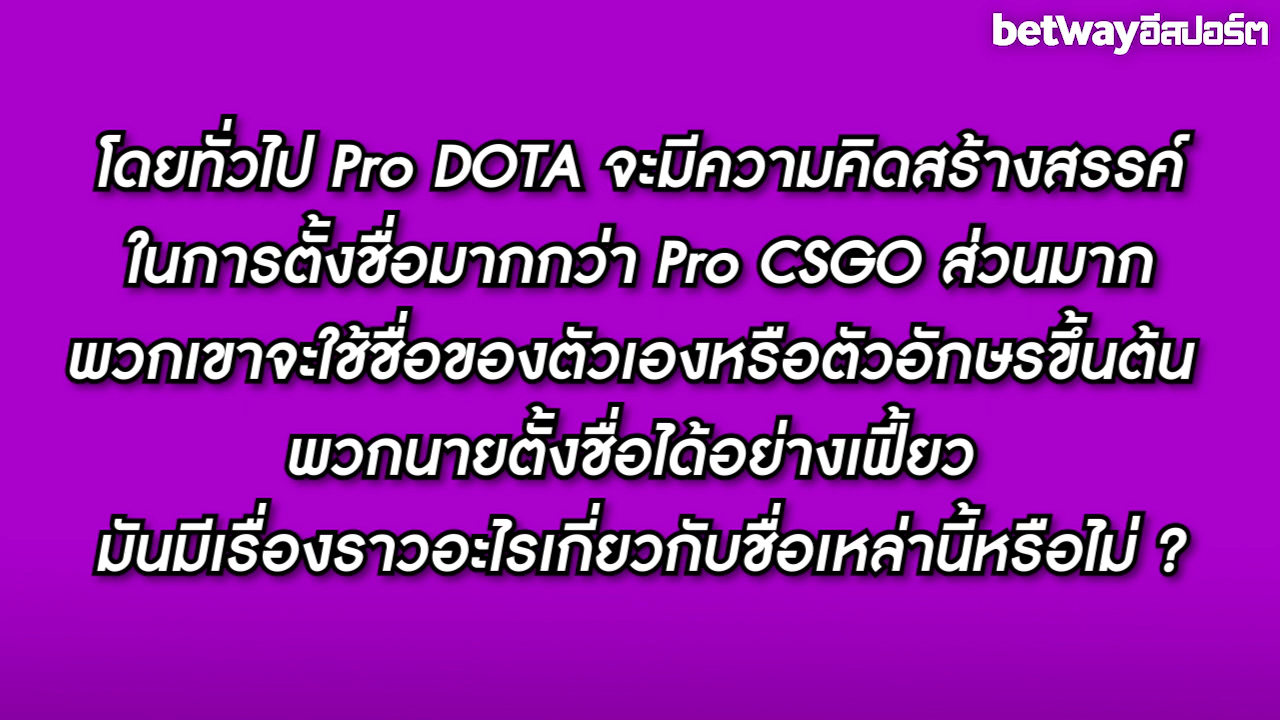 betwayอีสปอร์ต
โดยทั่วไป Pro DOTA จะมีความคิดสร้างสรรค์
ในการตั้งชื่อมากกว่า Pro CSGO ส่วนมาก
พวกเขาจะใช้ชื่อของตัวเองหรือตัวอักษรขึ้นต้น
พวกนายตั้งชื่อได้อย่างเฟี้ยว
มันมีเรื่องราวอะไรเกี่ยวกับชื่อเหล่านี้หรือไม่ ?